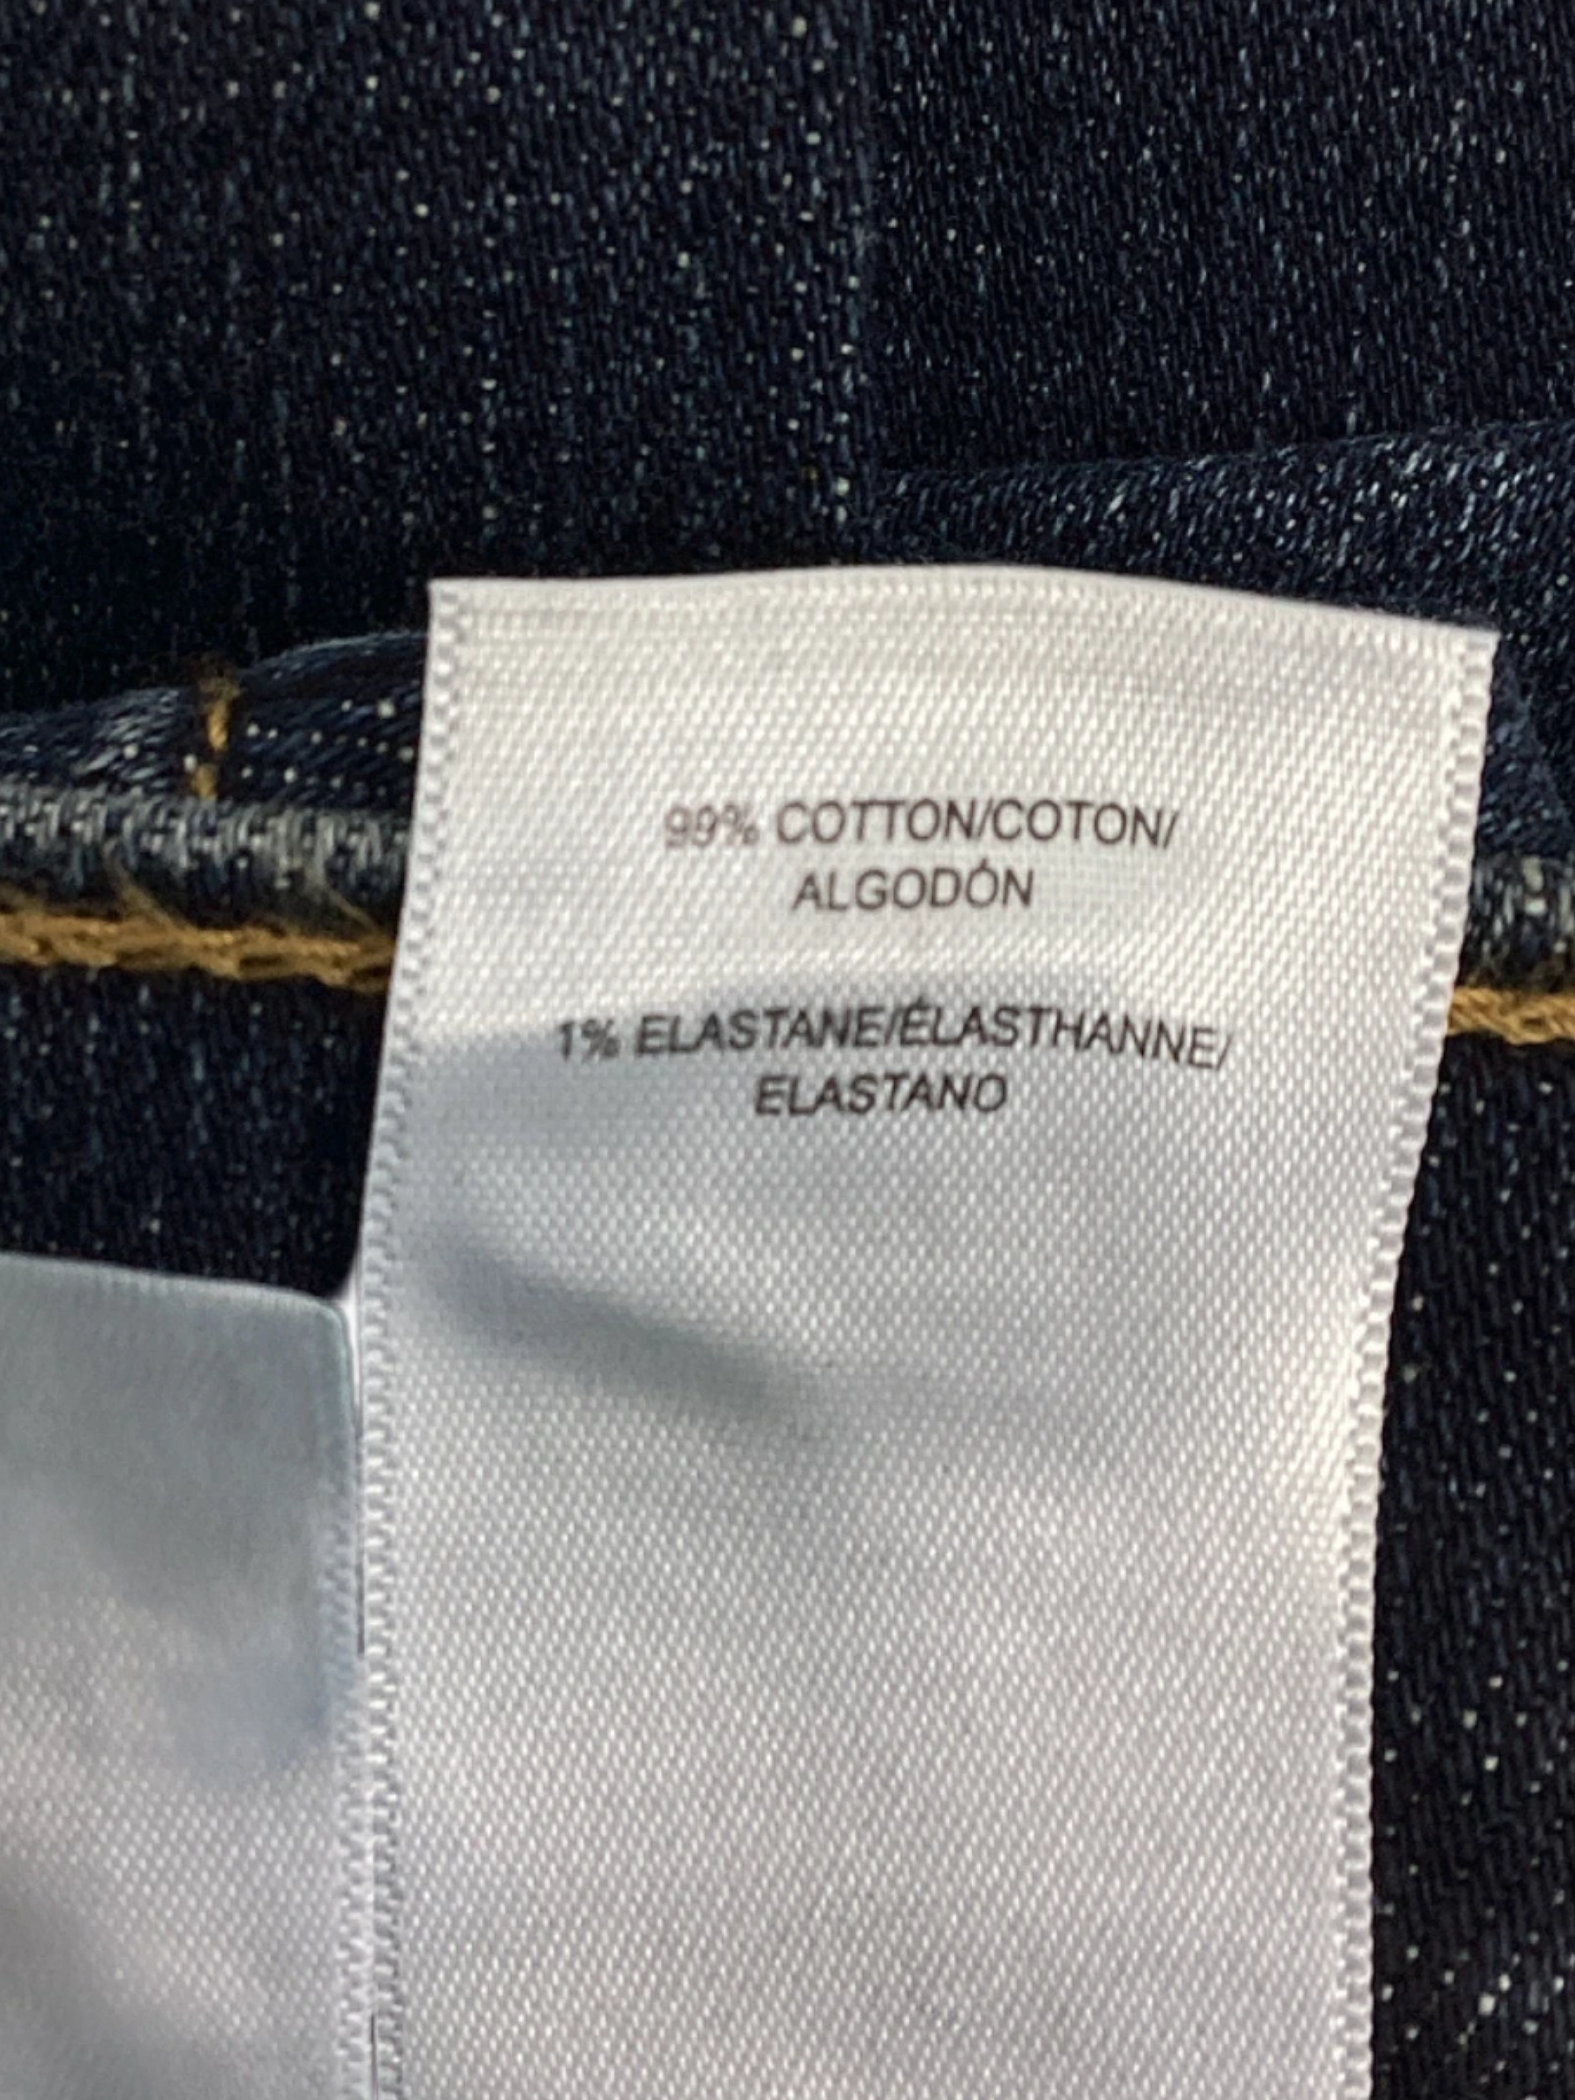 99% COTTON/COTON/
ALGODÓN
1% ELASTANE/ÉLASTHANNE/
ELASTANO